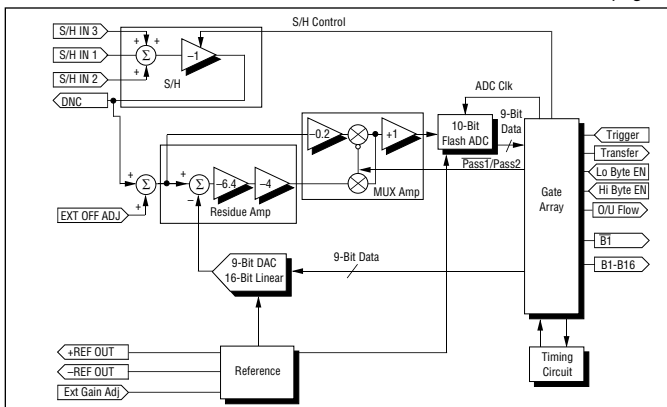 S/H Control
S/H IN 3
S/H IN 1
S/H IN 2
DNC
+
+
+
Σ
–1
S/H
ADC Clk
–0.2
+1
10-Bit
Flash ADC
9-Bit
Data
Pass1/Pass2
MUX Amp
Gate
Array
Trigger
Transfer
Lo Byte EN
Hi Byte EN
O/U Flow
B1
B1-B16
+
+
Σ
EXT OFF ADJ
+
–
Σ
–6.4
–4
Residue Amp
9-Bit DAC
16-Bit Linear
9-Bit Data
+REF OUT
–REF OUT
Ext Gain Adj
Reference
Timing
Circuit